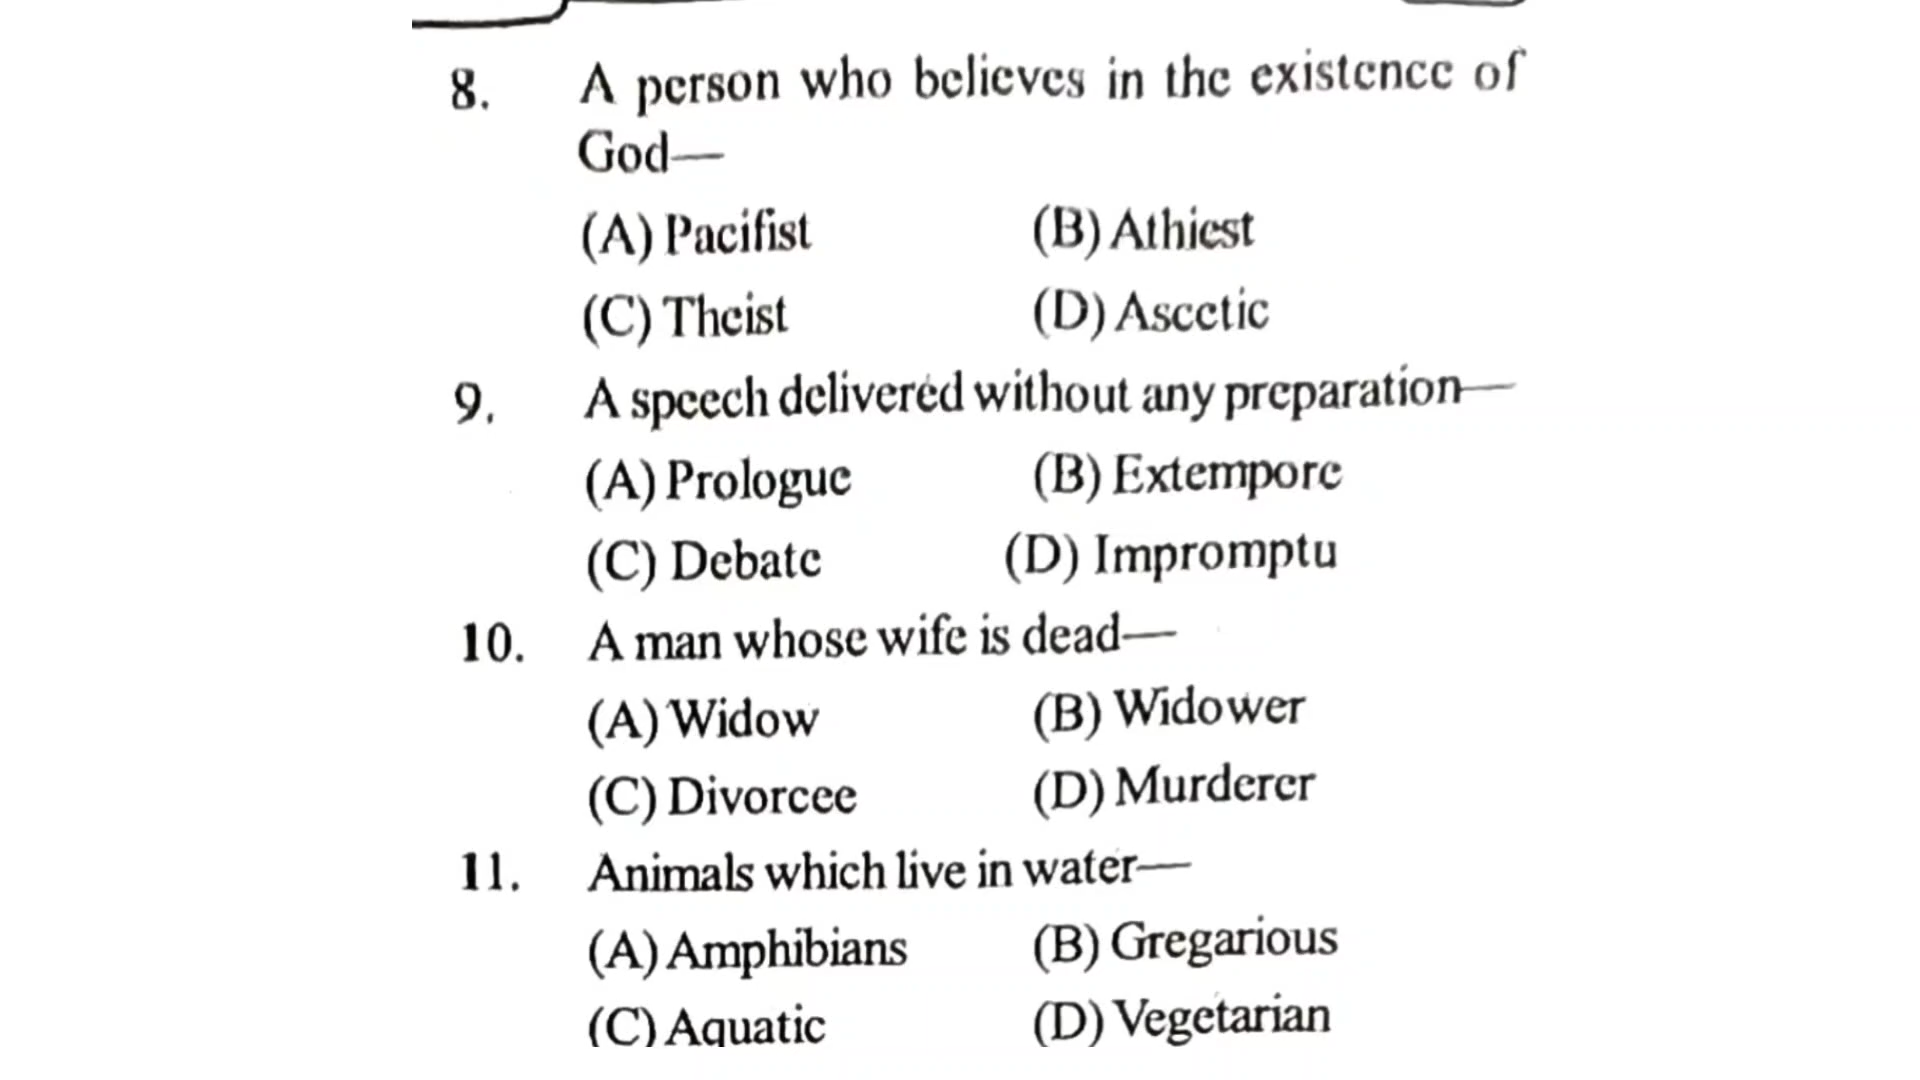 8. A person who believes in the existence of
God—
(A) Pacifist (B) Athiest
(C) Theist (D) Ascetic
9. A speech delivered without any preparation—
(A) Prologue (B) Extempore
(C) Debate (D) Impromptu
10. A man whose wife is dead—
(A) Widow (B) Widower
(C) Divorcee (D) Murderer
11. Animals which live in water—
(A) Amphibians (B) Gregarious
(C) Aquatic (D) Vegetarian